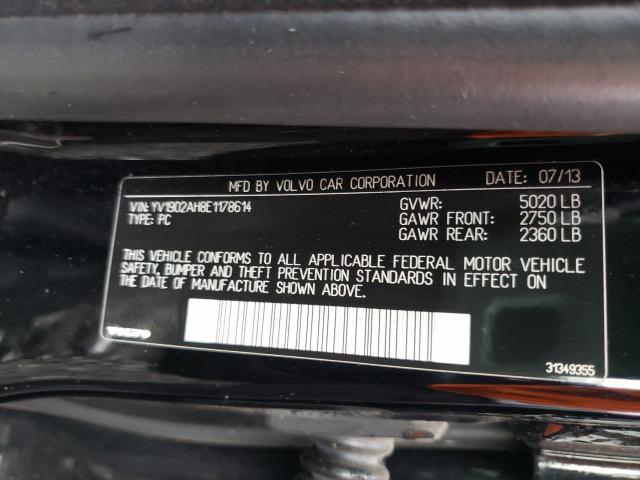 MFD BY VOLVO CAR CORPORATION DATE: 07/13
VIN: YV1902AH8E1178614 GVWR: 5020 LB
TYPE: PC GAWR FRONT: 2750 LB
GAWR REAR: 2360 LB
THIS VEHICLE CONFORMS TO ALL APPLICABLE FEDERAL MOTOR VEHICLE
SAFETY, BUMPER AND THEFT PREVENTION STANDARDS IN EFFECT ON
THE DATE OF MANUFACTURE SHOWN ABOVE.
VOLVO
31349355